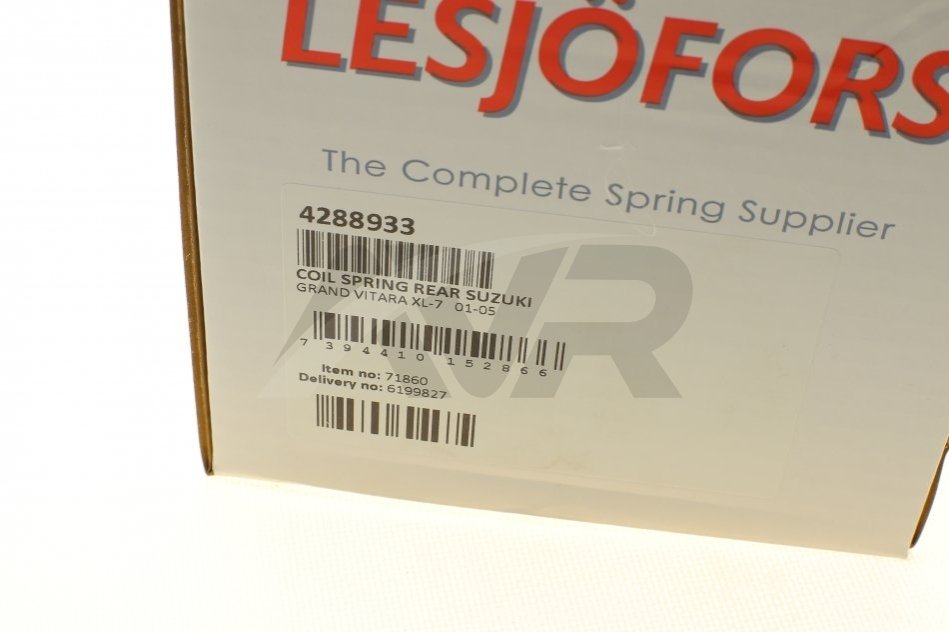 LESJÖFORS
The Complete Spring Supplier
4288933
COIL SPRING REAR SUZUKI
GRAND VITARA XL-7 01-05
7 394410 152866
Item no: 71860
Delivery no: 6199827
AVR